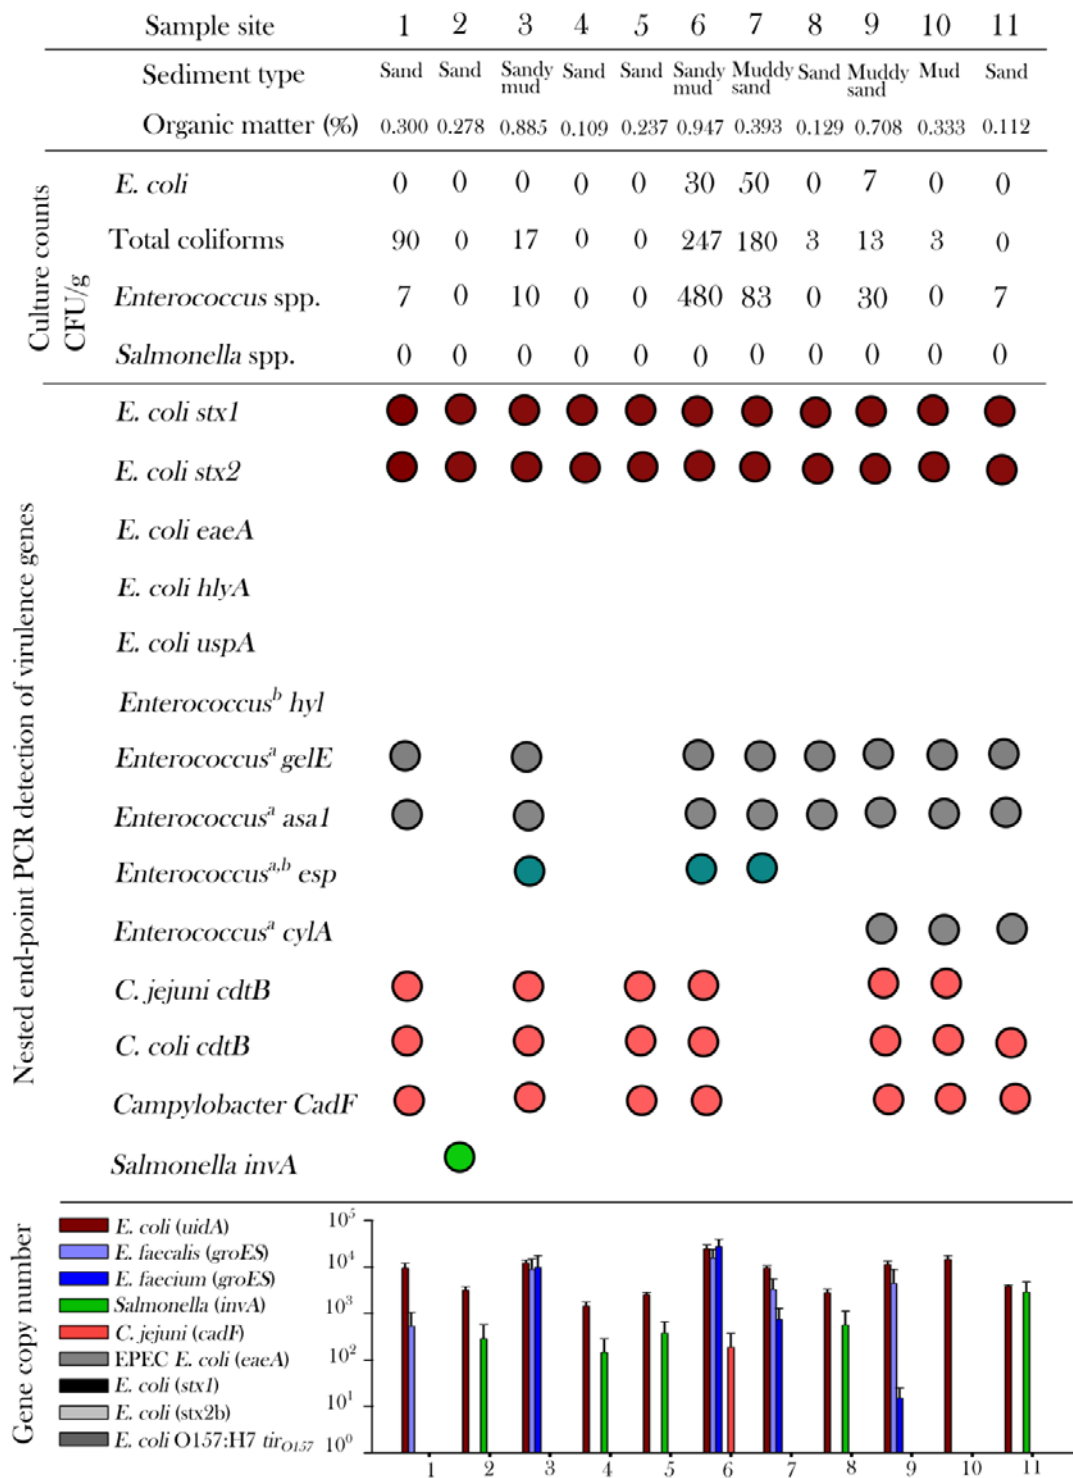 Sample site 1 2 3 4 5 6 7 8 9 10 11
Sediment type Sand Sand Sandy mud Sand Sand Sandy mud Muddy sand Sand Muddy sand Mud Sand
Organic matter (%) 0.300 0.278 0.885 0.109 0.237 0.947 0.393 0.129 0.708 0.333 0.112
Culture counts
CFU/g
E. coli 0 0 0 0 0 30 50 0 7 0 0
Total coliforms 90 0 17 0 0 247 180 3 13 3 0
Enterococcus spp. 7 0 10 0 0 480 83 0 30 0 7
Salmonella spp. 0 0 0 0 0 0 0 0 0 0 0
Nested end-point PCR detection of virulence genes
E. coli stx1
E. coli stx2
E. coli eaeA
E. coli hlyA
E. coli uspA
Enterococcusᵇ hyl
Enterococcusᵃ gelE
Enterococcusᵃ asa1
Enterococcusᵃ,ᵇ esp
Enterococcusᵃ cylA
C. jejuni cdtB
C. coli cdtB
Campylobacter CadF
Salmonella invA
Gene copy number
E. coli (uidA)
E. faecalis (groES)
E. faecium (groES)
Salmonella (invA)
C. jejuni (cadF)
EPEC E. coli (eaeA)
E. coli (stx1)
E. coli (stx2b)
E. coli O157:H7 tirO157
10⁵
10⁴
10³
10²
10¹
10⁰
1 2 3 4 5 6 7 8 9 10 11